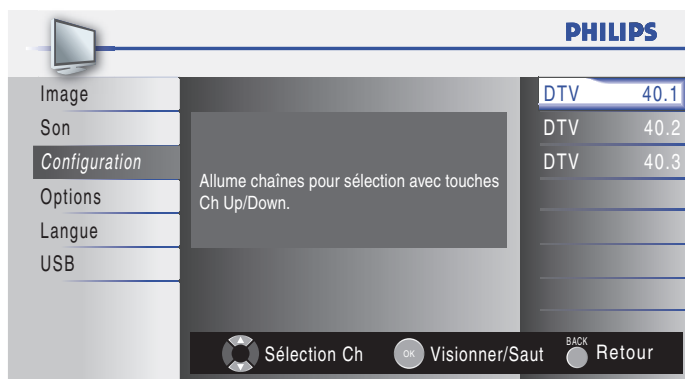 PHILIPS
Image
Son
Configuration
Options
Langue
USB
Allume chaînes pour sélection avec touches
Ch Up/Down.
DTV 40.1
DTV 40.2
DTV 40.3
Sélection Ch OK Visionner/Saut BACK Retour